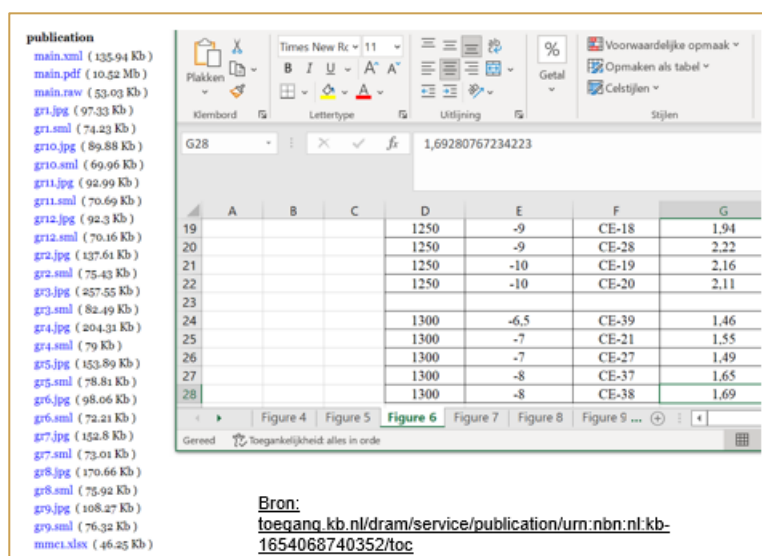 publication
main.xml ( 135.94 Kb )
main.pdf ( 10.52 Mb )
main.raw ( 53.03 Kb )
gr1.jpg ( 97.33 Kb )
gr1.sml ( 74.23 Kb )
gr10.jpg ( 89.88 Kb )
gr10.sml ( 69.96 Kb )
gr11.jpg ( 92.99 Kb )
gr11.sml ( 70.69 Kb )
gr12.jpg ( 92.3 Kb )
gr12.sml ( 70.16 Kb )
gr2.jpg ( 137.61 Kb )
gr2.sml ( 75.43 Kb )
gr3.jpg ( 257.55 Kb )
gr3.sml ( 82.49 Kb )
gr4.jpg ( 204.31 Kb )
gr4.sml ( 79 Kb )
gr5.jpg ( 153.89 Kb )
gr5.sml ( 78.81 Kb )
gr6.jpg ( 98.06 Kb )
gr6.sml ( 72.21 Kb )
gr7.jpg ( 152.8 Kb )
gr7.sml ( 73.01 Kb )
gr8.jpg ( 170.66 Kb )
gr8.sml ( 75.92 Kb )
gr9.jpg ( 108.27 Kb )
gr9.sml ( 76.32 Kb )
mmc1.xlsx ( 46.25 Kb )
Plakken
Klembord
Times New Rc 11
B I U A A
A
Lettertype
Uitlijning
%
Getal
Voorwaardelijke opmaak
Opmaken als tabel
Celstijlen
Stijlen
G28 fx 1,69280767234223
A B C D E F G
19 1250 -9 CE-18 1,94
20 1250 -9 CE-28 2,22
21 1250 -10 CE-19 2,16
22 1250 -10 CE-20 2,11
23
24 1300 -6,5 CE-39 1,46
25 1300 -7 CE-21 1,55
26 1300 -7 CE-27 1,49
27 1300 -8 CE-37 1,65
28 1300 -8 CE-38 1,69
Figure 4 Figure 5 Figure 6 Figure 7 Figure 8 Figure 9 ...
Gereed Toegankelijkheid: alles in orde
Bron:
toegang.kb.nl/dram/service/publication/urn:nbn:nl:kb-
1654068740352/toc